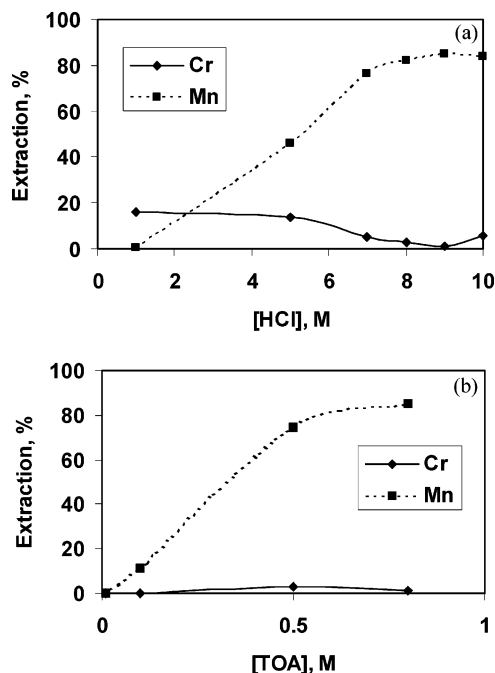 (a)
100
80
60
40
20
0
Extraction, %
Cr
Mn
0 2 4 6 8 10
[HCl], M
(b)
100
80
60
40
20
0
Extraction, %
Cr
Mn
0 0.5 1
[TOA], M